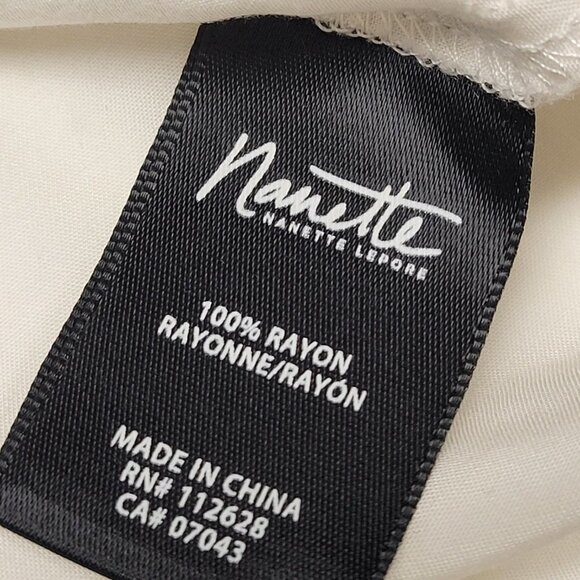 Nanette
NANETTE LEPORE
100% RAYON
RAYONNE/RAYÓN
MADE IN CHINA
RN# 112628
CA# 07043